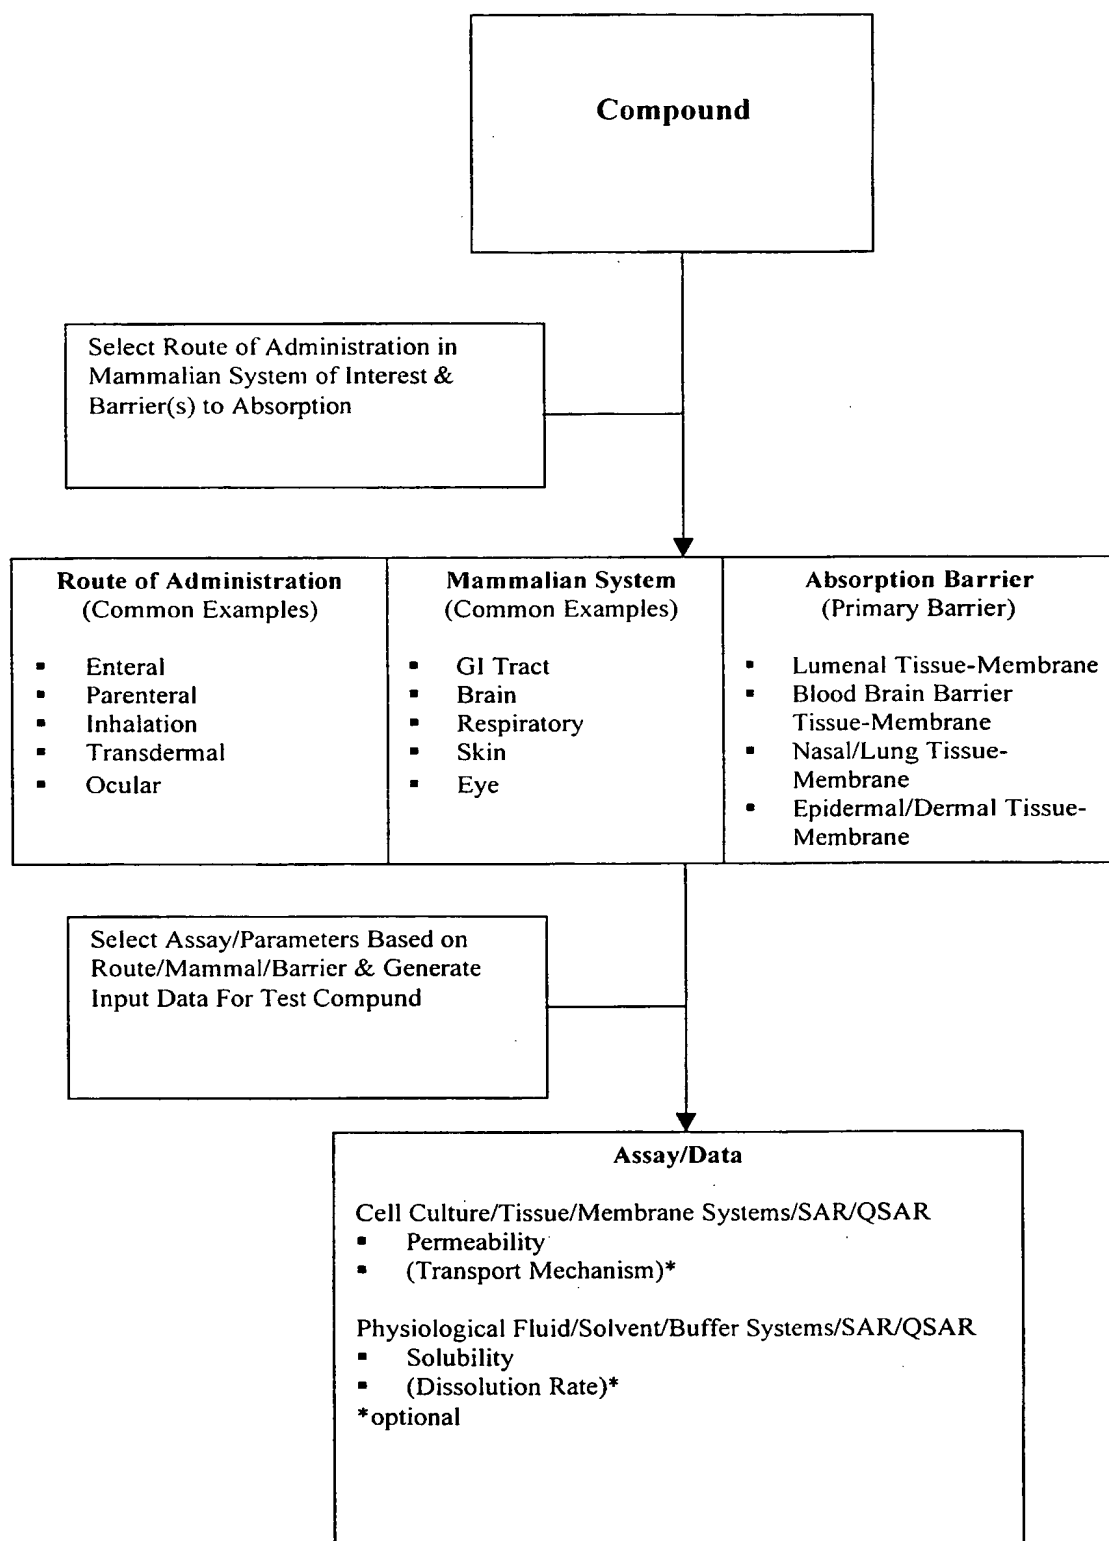 Compound
Select Route of Administration in
Mammalian System of Interest &
Barrier(s) to Absorption
Route of Administration
(Common Examples)
▪ Enteral
▪ Parenteral
▪ Inhalation
▪ Transdermal
▪ Ocular
Mammalian System
(Common Examples)
▪ GI Tract
▪ Brain
▪ Respiratory
▪ Skin
▪ Eye
Absorption Barrier
(Primary Barrier)
▪ Lumenal Tissue-Membrane
▪ Blood Brain Barrier
Tissue-Membrane
▪ Nasal/Lung Tissue-
Membrane
▪ Epidermal/Dermal Tissue-
Membrane
Select Assay/Parameters Based on
Route/Mammal/Barrier & Generate
Input Data For Test Compund
Assay/Data
Cell Culture/Tissue/Membrane Systems/SAR/QSAR
▪ Permeability
▪ (Transport Mechanism)*
Physiological Fluid/Solvent/Buffer Systems/SAR/QSAR
▪ Solubility
▪ (Dissolution Rate)*
*optional